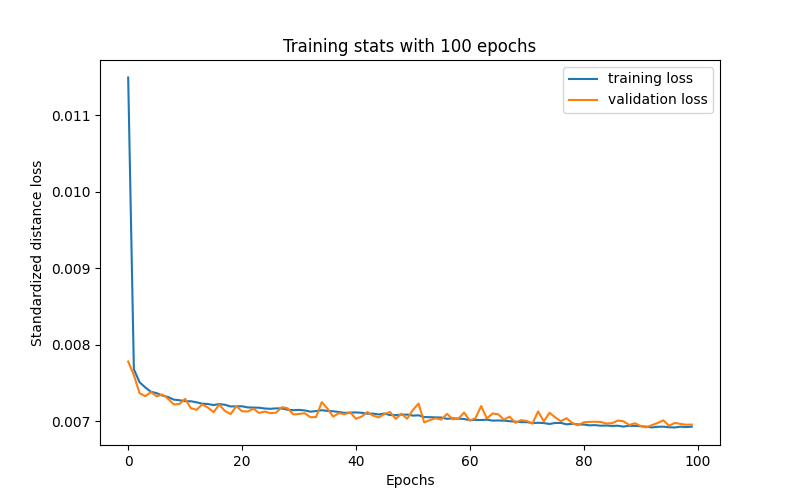 Training stats with 100 epochs
training loss
validation loss
Standardized distance loss
0.011
0.010
0.009
0.008
0.007
0 20 40 60 80 100
Epochs